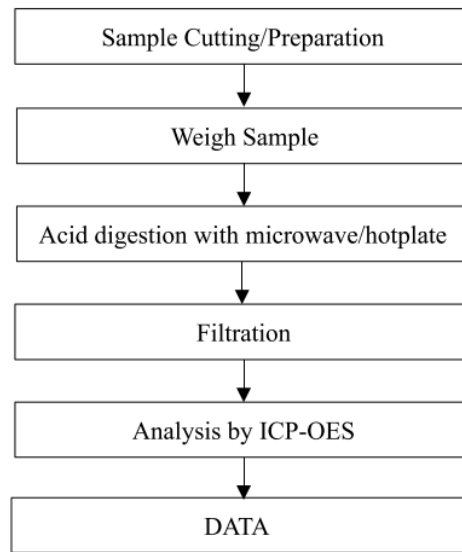 Sample Cutting/Preparation
Weigh Sample
Acid digestion with microwave/hotplate
Filtration
Analysis by ICP-OES
DATA